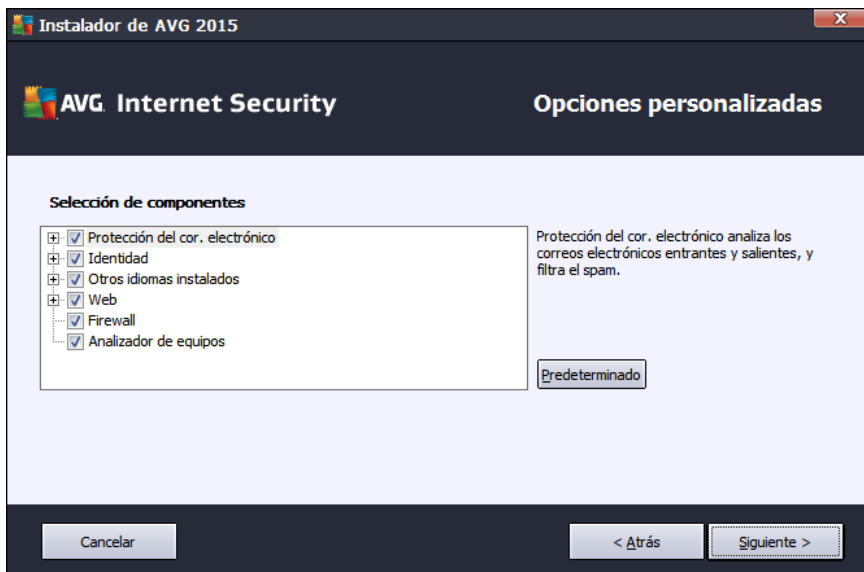 Instalador de AVG 2015
X
AVG. Internet Security
Opciones personalizadas
Selección de componentes
Protección del cor. electrónico
Identidad
Otros idiomas instalados
Web
Firewall
Analizador de equipos
Protección del cor. electrónico analiza los
correos electrónicos entrantes y salientes, y
filtra el spam.
Predeterminado
Cancelar
< Atrás
Siguiente >